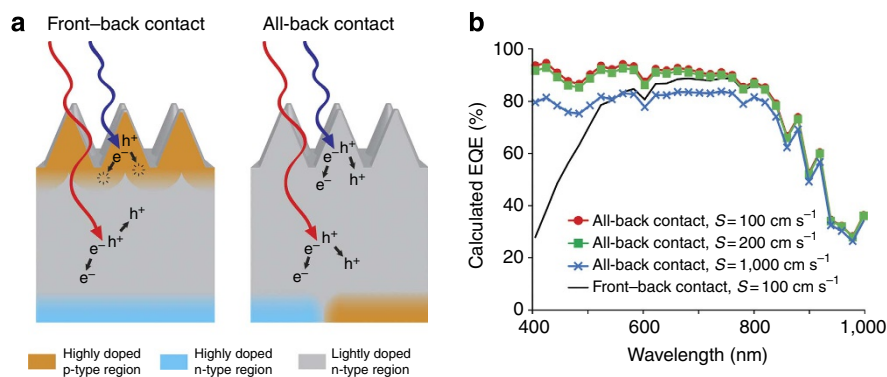 a
Front–back contact
All-back contact
h⁺
e⁻
h⁺
e⁻ h⁺
e⁻
e⁻h⁺
e⁻
h⁺
e⁻ h⁺
h⁺
e⁻
Highly doped
p-type region
Highly doped
n-type region
Lightly doped
n-type region
b
Calculated EQE (%)
100
80
60
40
20
0
All-back contact, S = 100 cm s⁻¹
All-back contact, S = 200 cm s⁻¹
All-back contact, S = 1,000 cm s⁻¹
Front–back contact, S = 100 cm s⁻¹
400
600
800
1,000
Wavelength (nm)